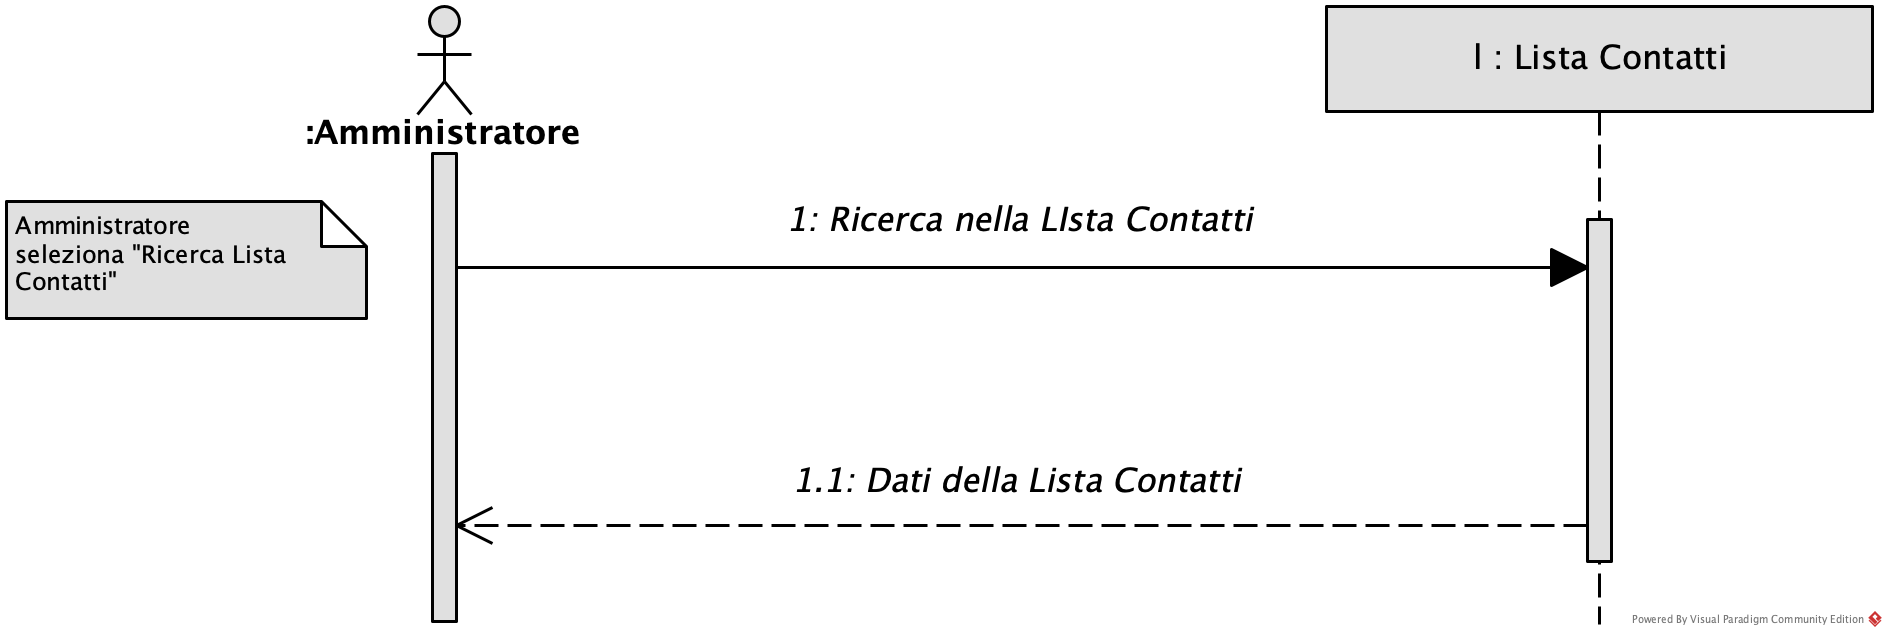 :Amministratore
l : Lista Contatti
Amministratore
seleziona "Ricerca Lista
Contatti"
1: Ricerca nella LIsta Contatti
1.1: Dati della Lista Contatti
Powered By Visual Paradigm Community Edition